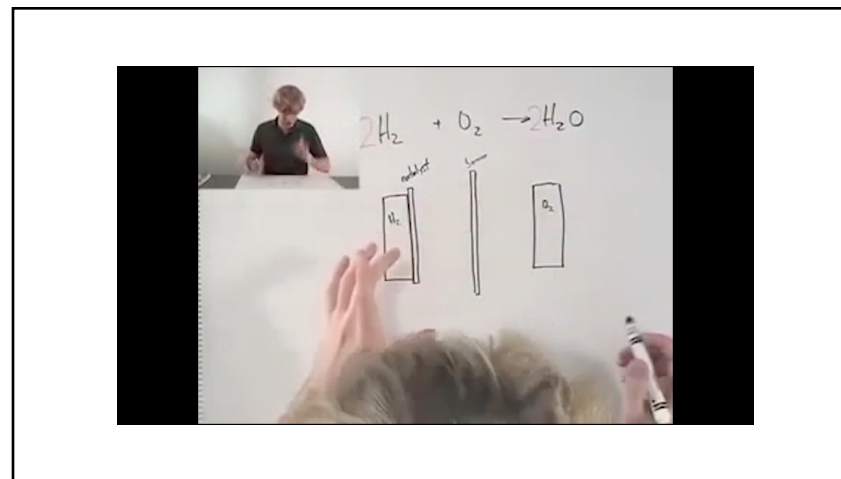 2H₂ + O₂ → 2H₂O
catalyst
H₂
O₂